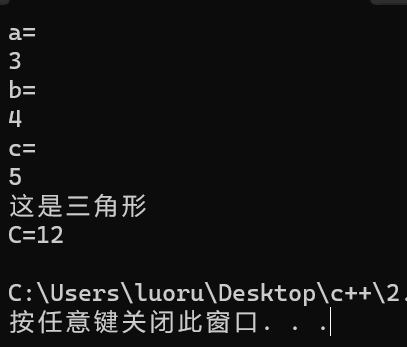 a=
3
b=
4
c=
5
这是三角形
C=12
C:\Users\luoru\Desktop\c++\2.
按任意键关闭此窗口. . .